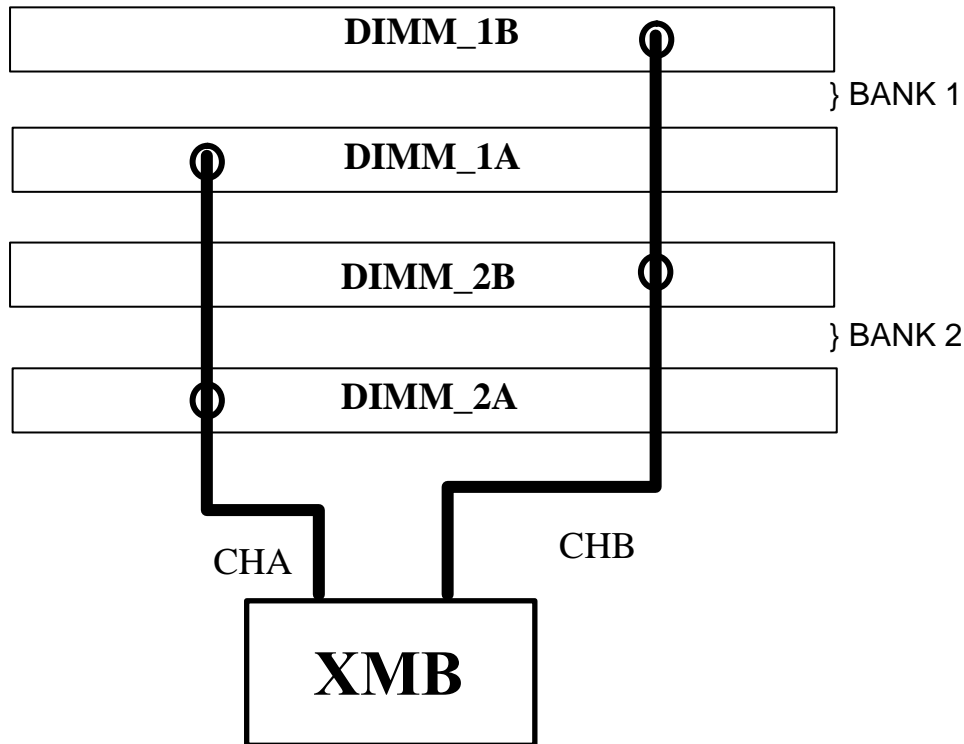 DIMM_1B
} BANK 1
DIMM_1A
DIMM_2B
} BANK 2
DIMM_2A
CHA
CHB
XMB